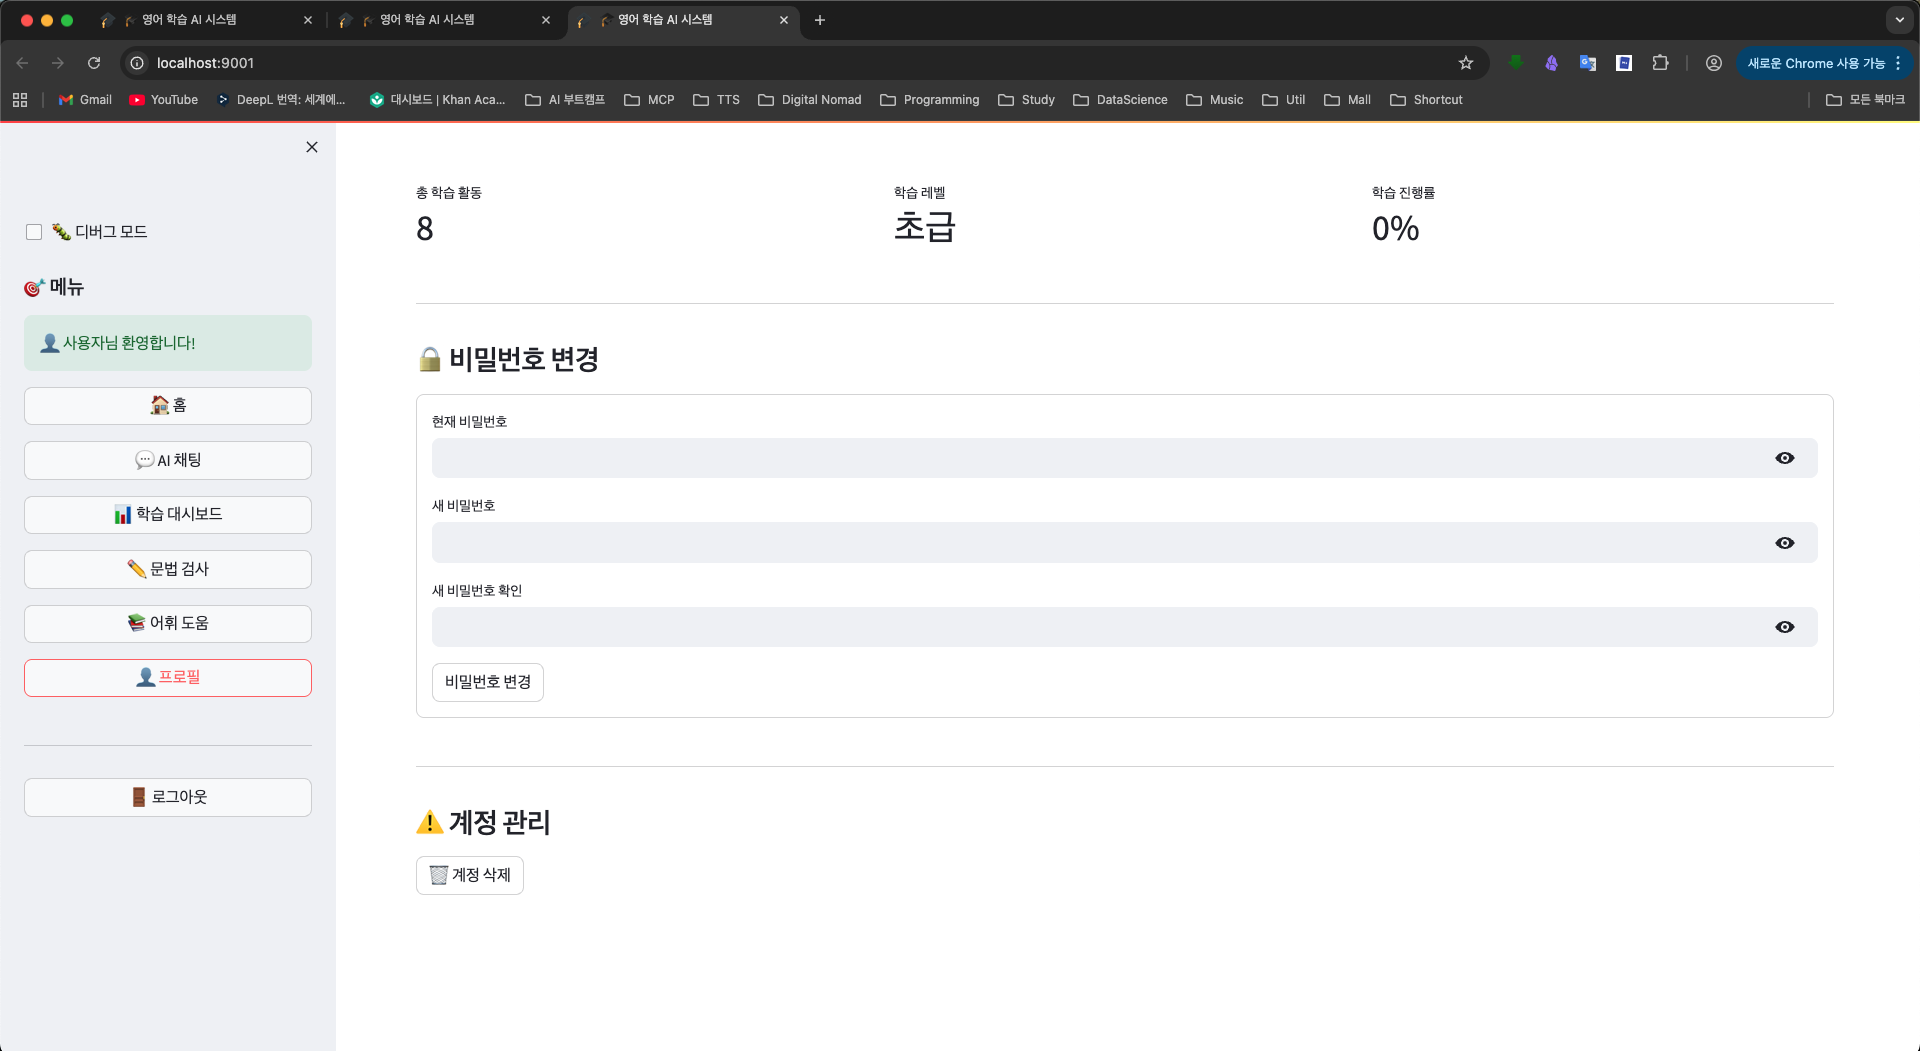 영어 학습 AI 시스템
영어 학습 AI 시스템
영어 학습 AI 시스템
localhost:9001
새로운 Chrome 사용 가능
Gmail
YouTube
DeepL 번역: 세계에...
대시보드 | Khan Aca...
AI 부트캠프
MCP
TTS
Digital Nomad
Programming
Study
DataScience
Music
Util
Mall
Shortcut
모든 북마크
디버그 모드
메뉴
사용자님 환영합니다!
홈
AI 채팅
학습 대시보드
문법 검사
어휘 도움
프로필
로그아웃
총 학습 활동
8
학습 레벨
초급
학습 진행률
0%
비밀번호 변경
현재 비밀번호
새 비밀번호
새 비밀번호 확인
비밀번호 변경
계정 관리
계정 삭제